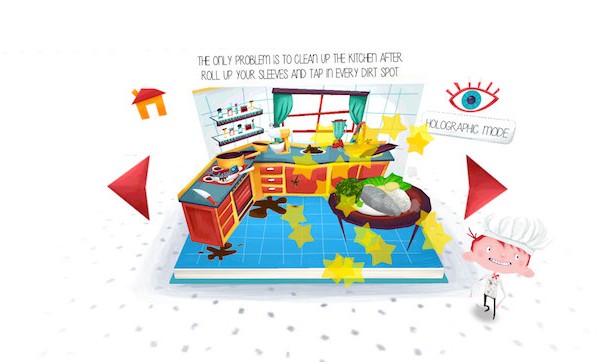 THE ONLY PROBLEM IS TO CLEAN UP THE KITCHEN AFTER.
ROLL UP YOUR SLEEVES AND TAP IN EVERY DIRT SPOT
HOLOGRAPHIC MODE